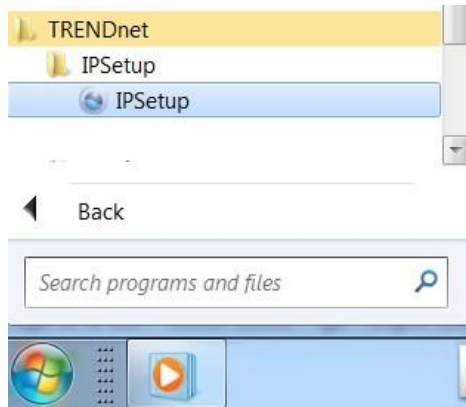 TRENDnet
IPSetup
IPSetup
Back
Search programs and files